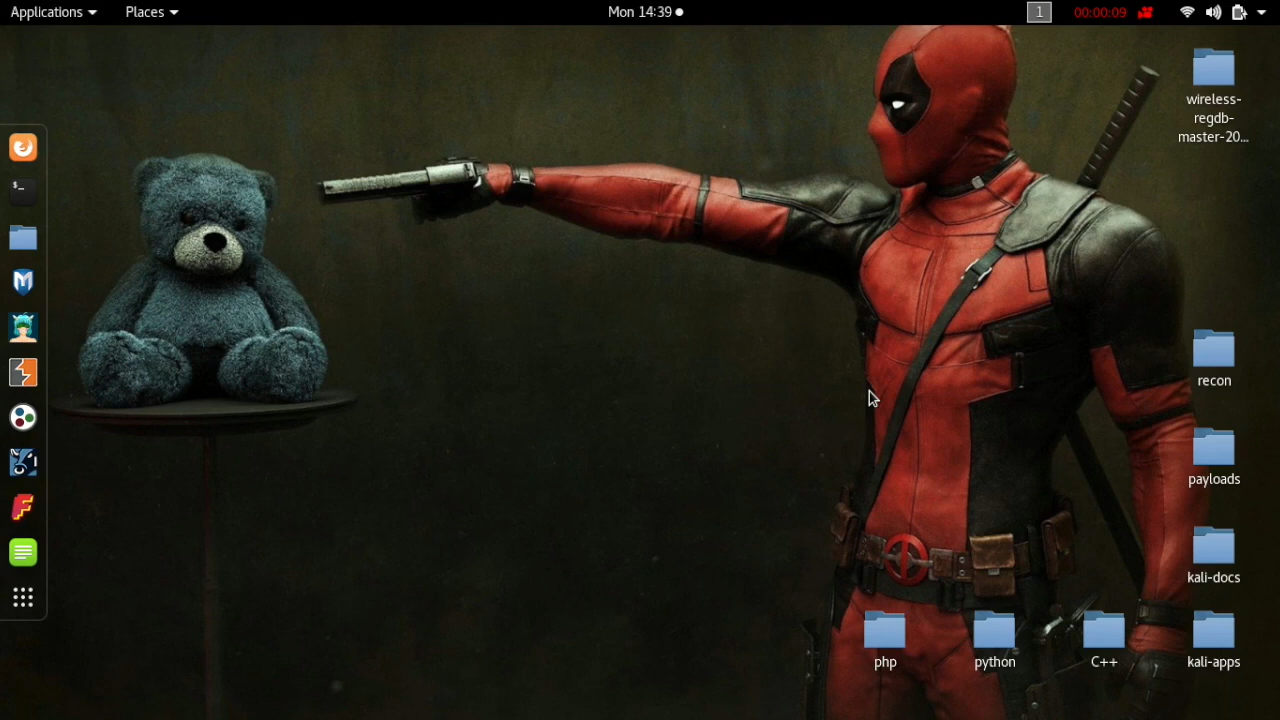 Applications
Places
Mon 14:39
1
00:00:09
wireless-
regdb-
master-20...
$_
recon
payloads
kali-docs
php
python
C++
kali-apps